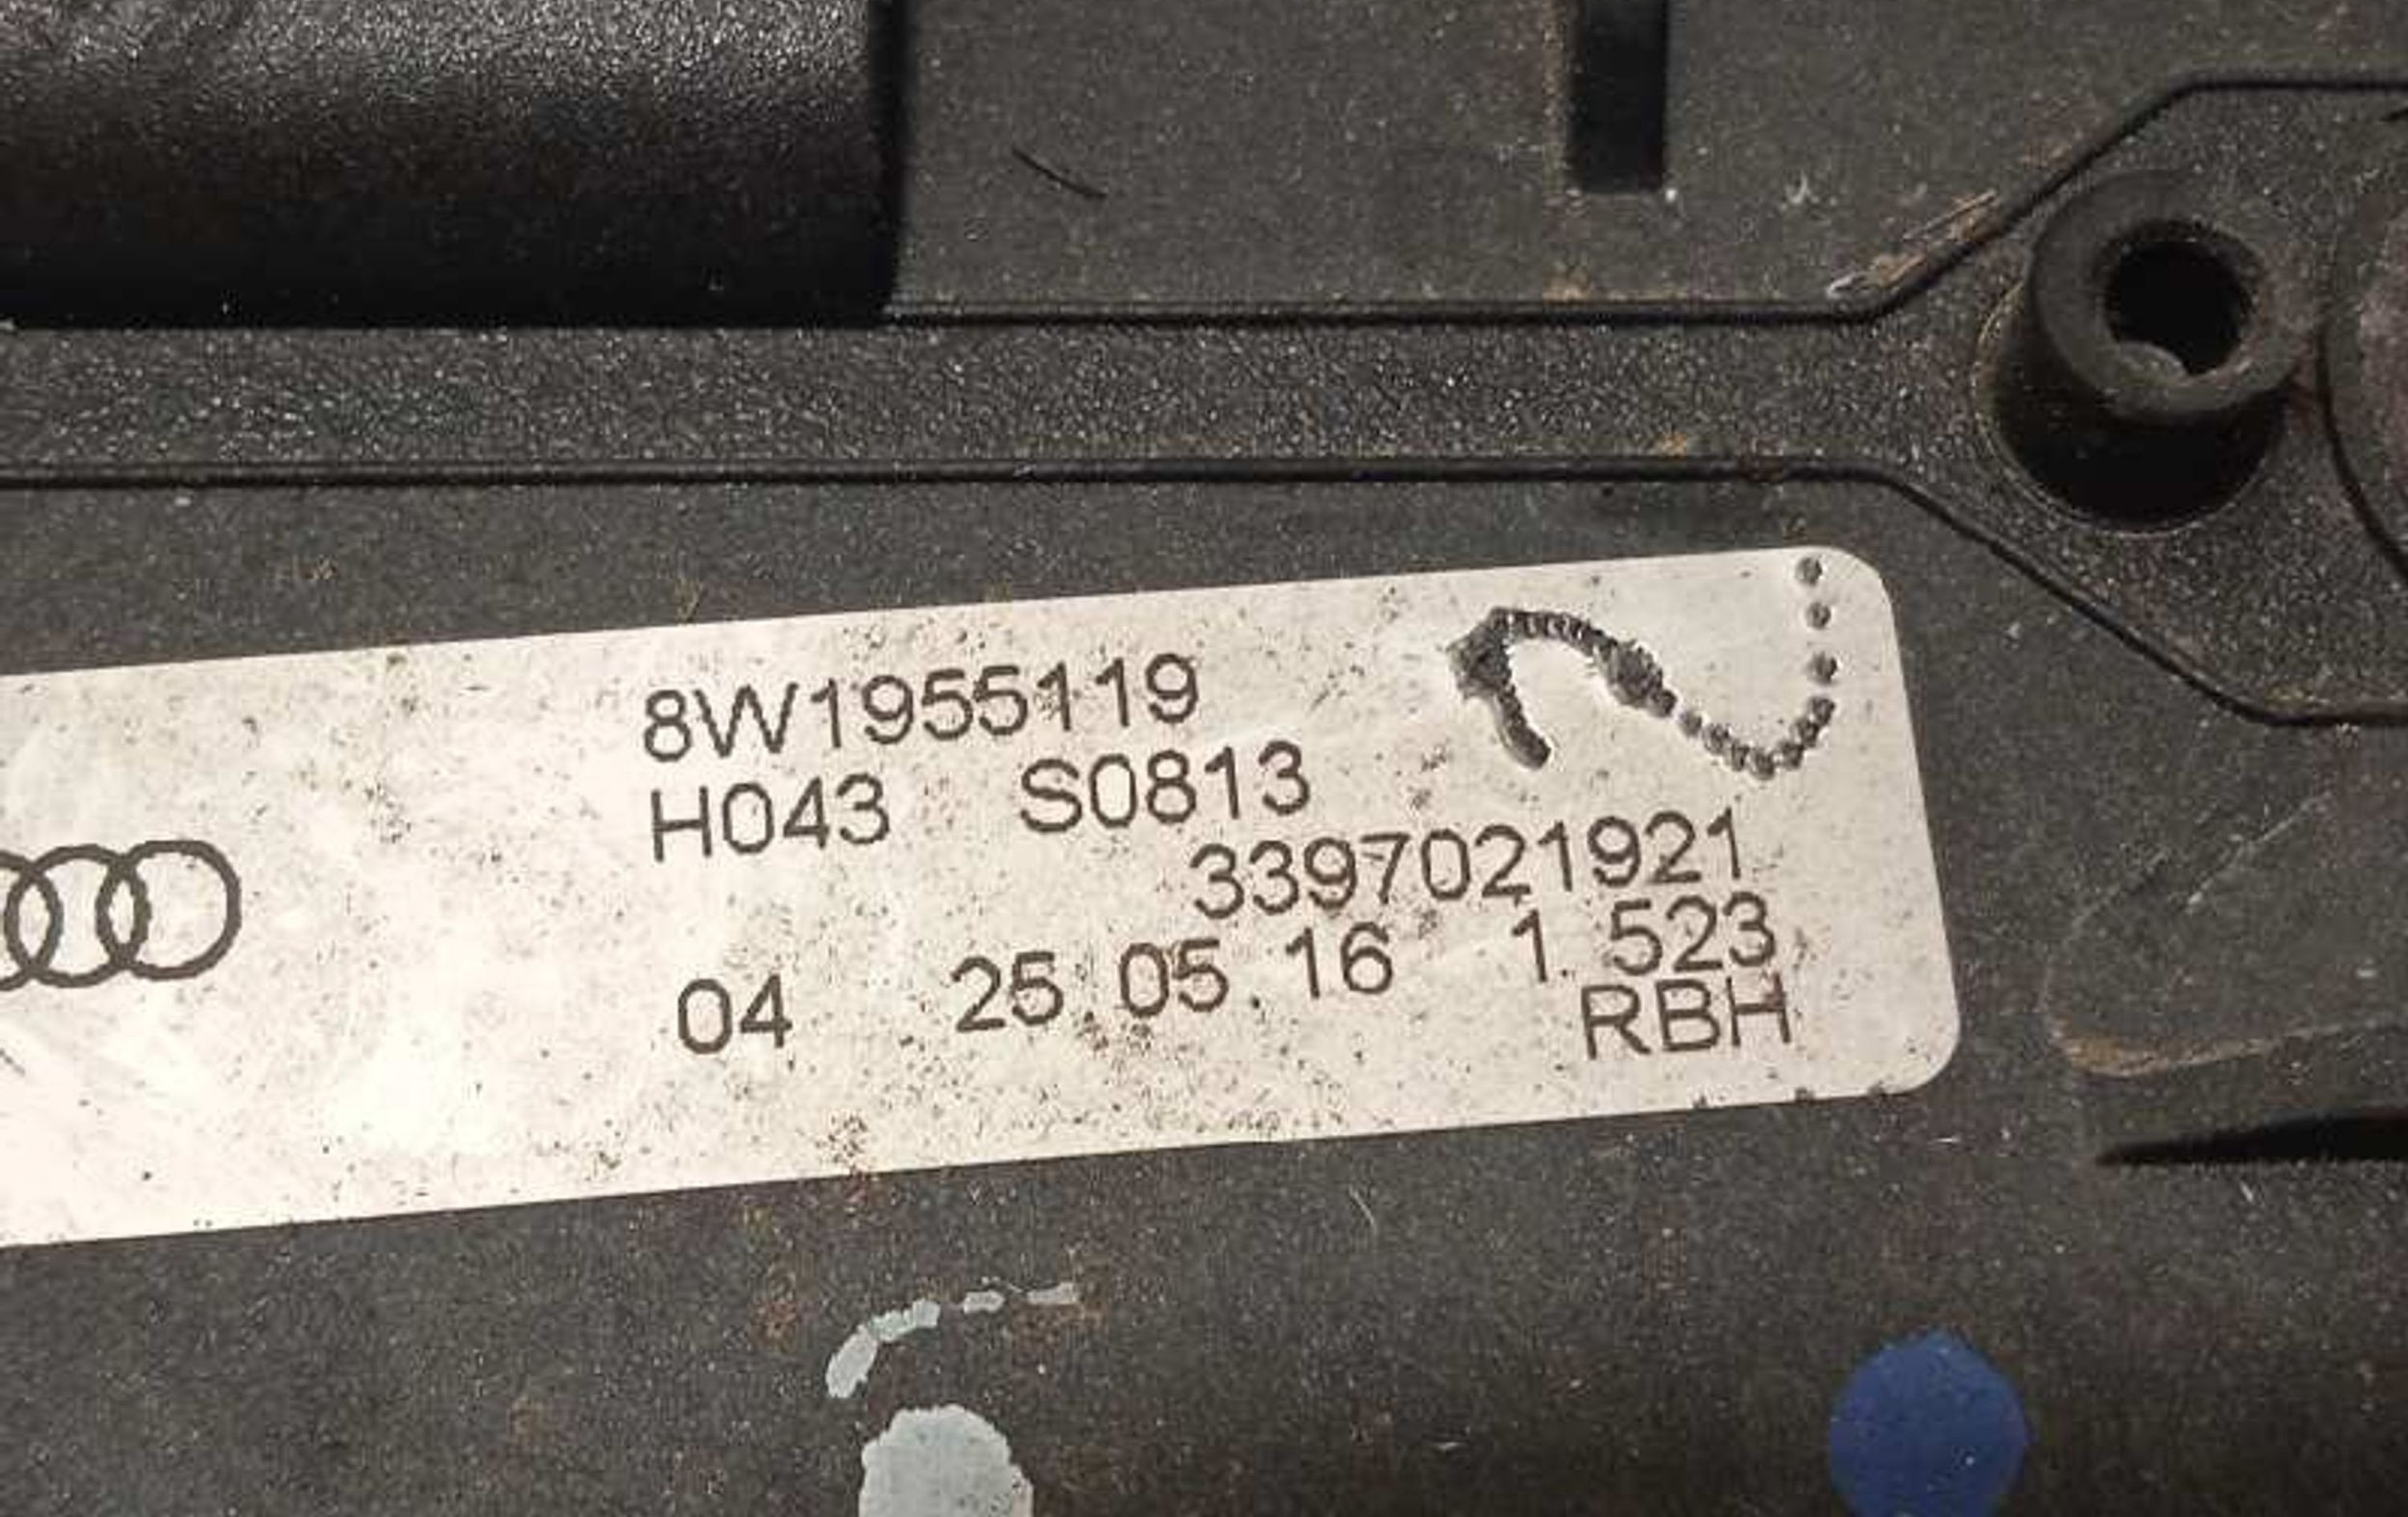 8W1955119
H043 S0813
3397021921
04 25.05.16 1. 523
RBH